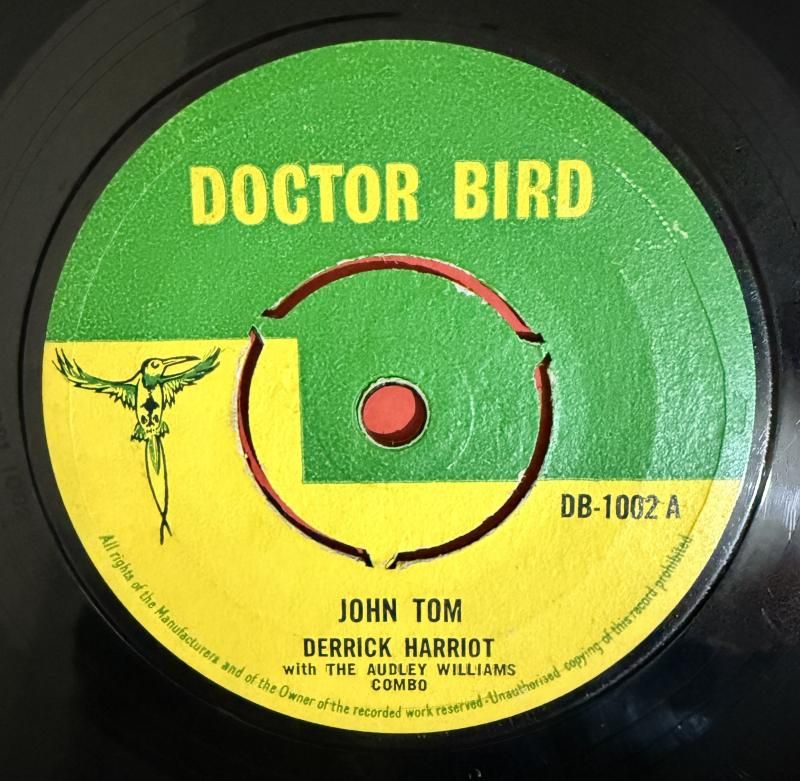 DOCTOR BIRD
DB-1002 A
JOHN TOM
DERRICK HARRIOT
with THE AUDLEY WILLIAMS
COMBO
All rights of the Manufacturers and of the Owner of the recorded work reserved-Unauthorised copying of this record prohibited